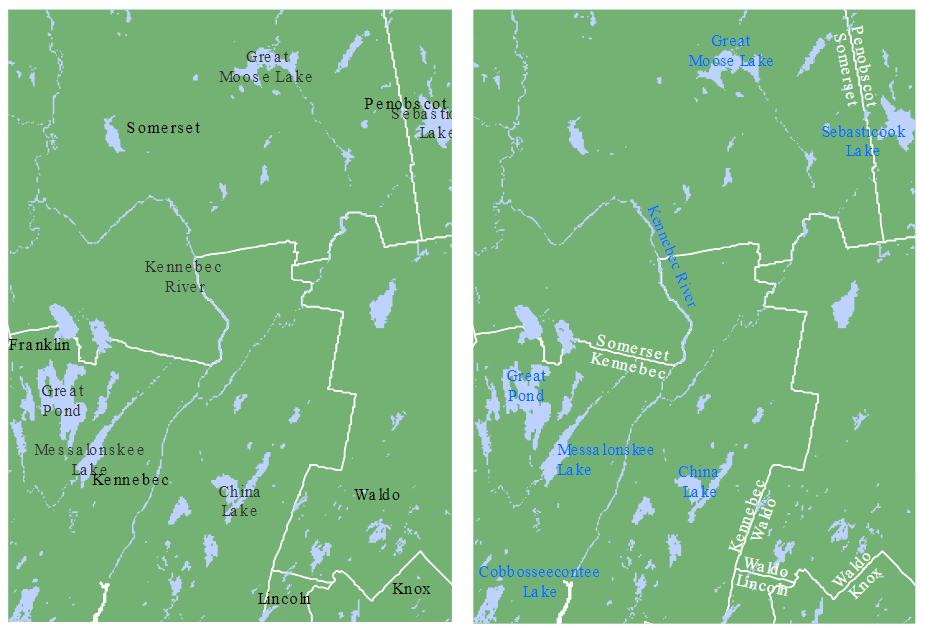 Great
Moose Lake
Penobscot
Sebastic
Lake
Somerset
Kennebec
River
Franklin
Great
Pond
Messalonskee
Lake
Kennebec
China
Lake
Waldo
Knox
Lincoln
Great
Moose Lake
Penobscot
Somerset
Sebasticook
Lake
Kennebec River
Somerset
Kennebec
Great
Pond
Messalonskee
Lake
China
Lake
Kennebec
Waldo
Cobbosseecontee
Lake
Waldo
Lincoln
Waldo
Knox